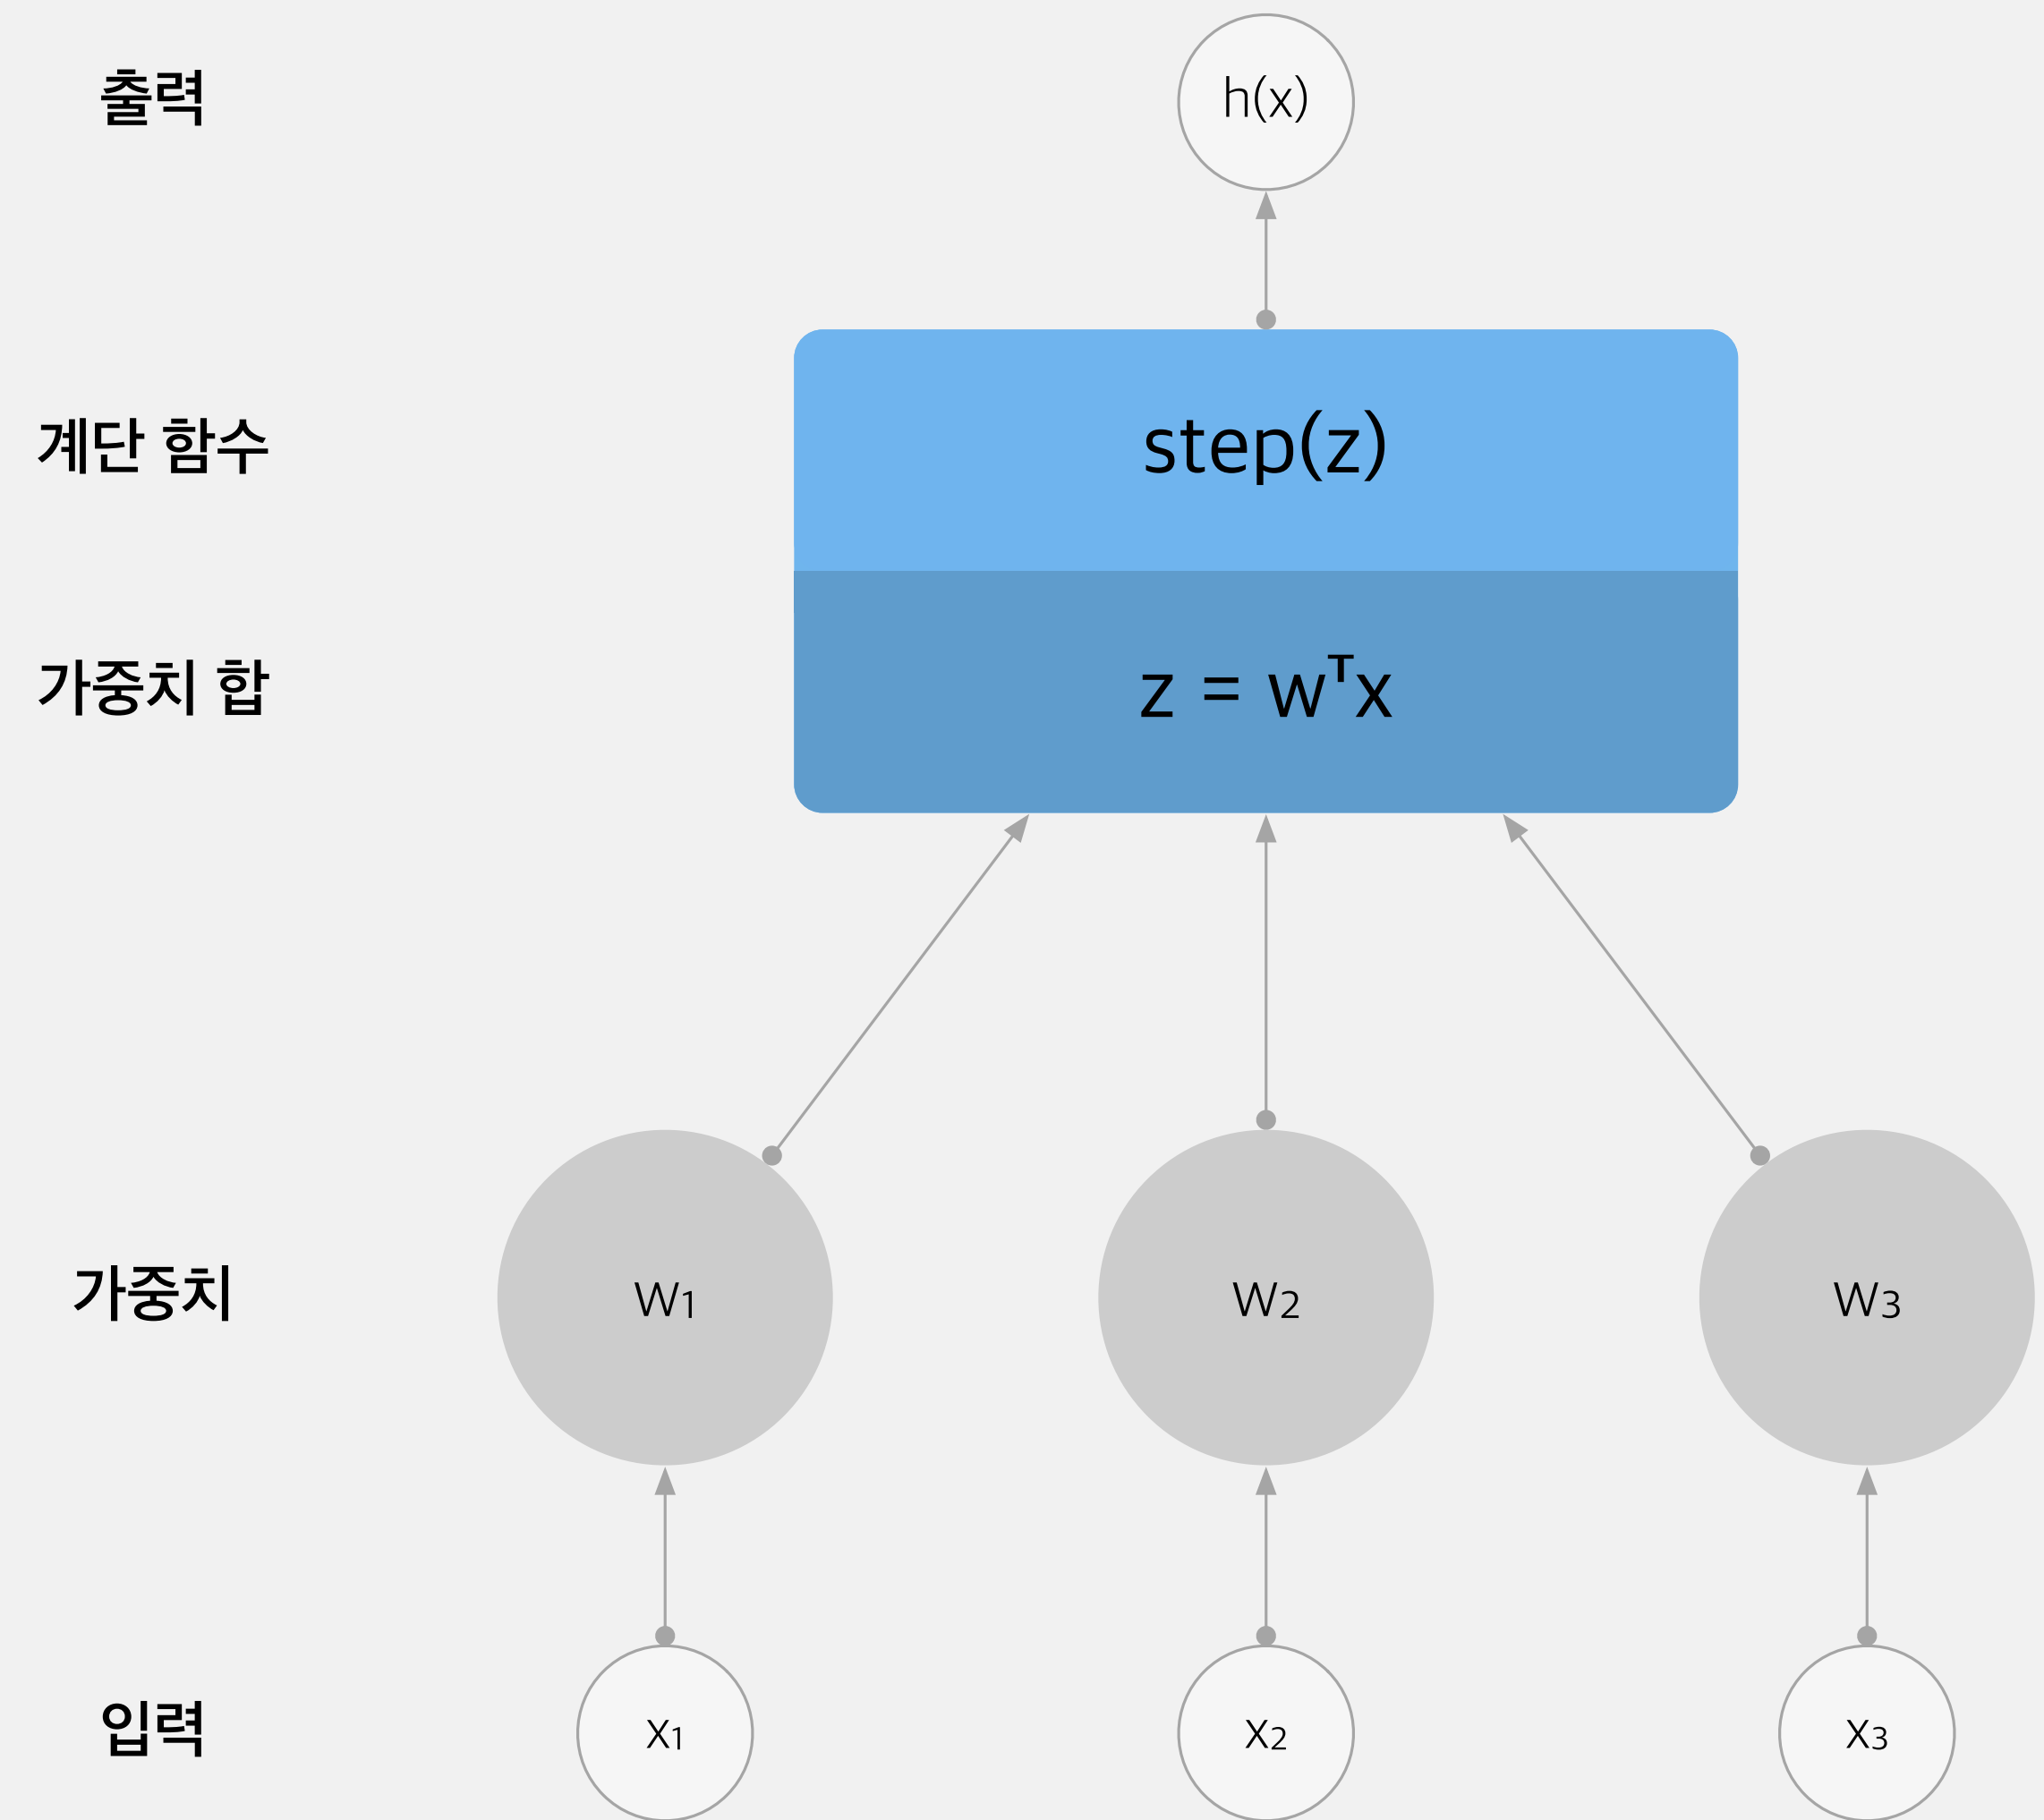 출력
h(x)
계단 함수
step(z)
가중치 합
z = wᵀx
가중치
w₁
w₂
w₃
입력
x₁
x₂
x₃